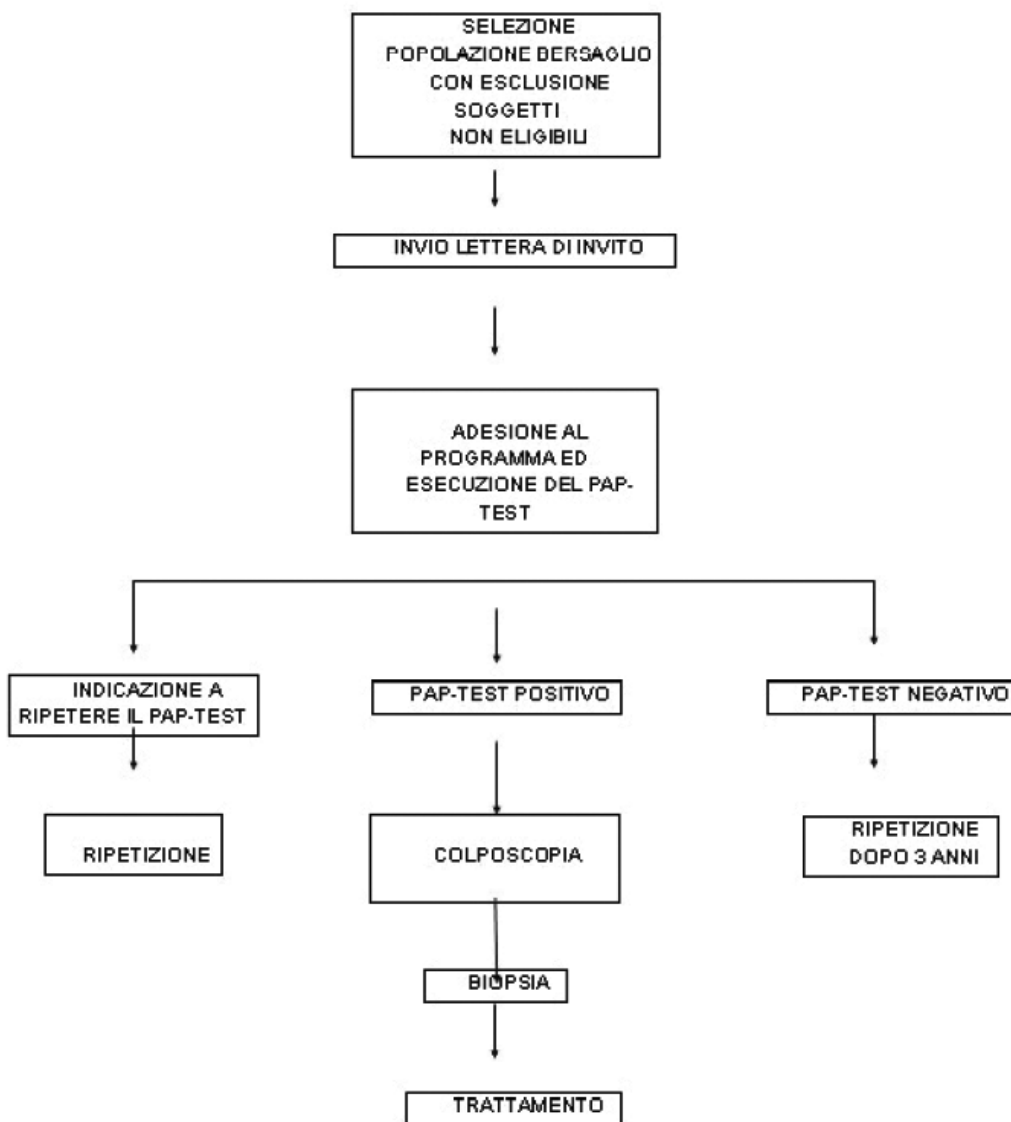 SELEZIONE
POPOLAZIONE BERSAGLIO
CON ESCLUSIONE
SOGGETTI
NON ELIGIBILI
INVIO LETTERA DI INVITO
ADESIONE AL
PROGRAMMA ED
ESECUZIONE DEL PAP-
TEST
INDICAZIONE A
RIPETERE IL PAP-TEST
PAP-TEST POSITIVO
PAP-TEST NEGATIVO
RIPETIZIONE
COLPOSCOPIA
RIPETIZIONE
DOPO 3 ANNI
BIOPSIA
TRATTAMENTO